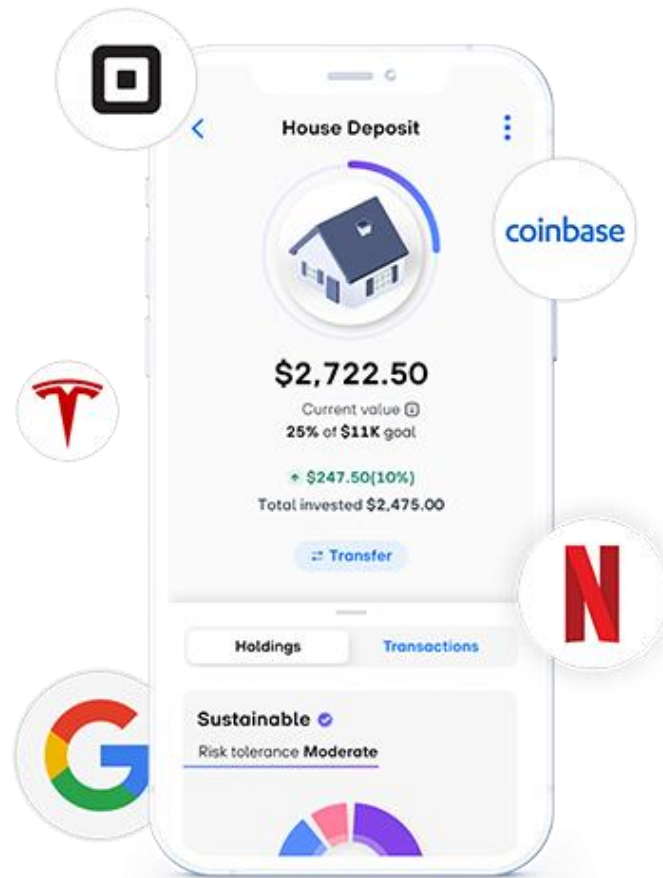 House Deposit
coinbase
$2,722.50
Current value
25% of $11K goal
$247.50(10%)
Total invested $2,475.00
Transfer
Holdings
Transactions
Sustainable
Risk tolerance Moderate